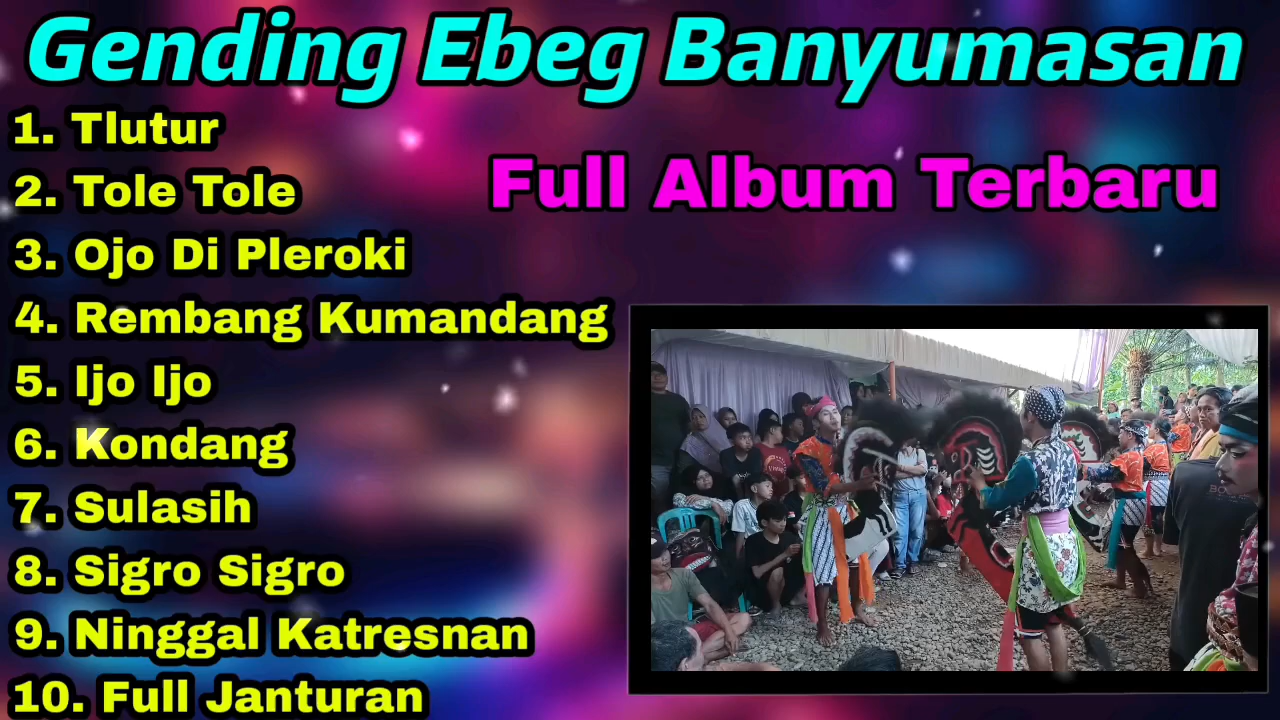 Gending Ebeg Banyumasan
Full Album Terbaru
1. Tlutur
2. Tole Tole
3. Ojo Di Pleroki
4. Rembang Kumandang
5. Ijo Ijo
6. Kondang
7. Sulasih
8. Sigro Sigro
9. Ninggal Katresnan
10. Full Janturan